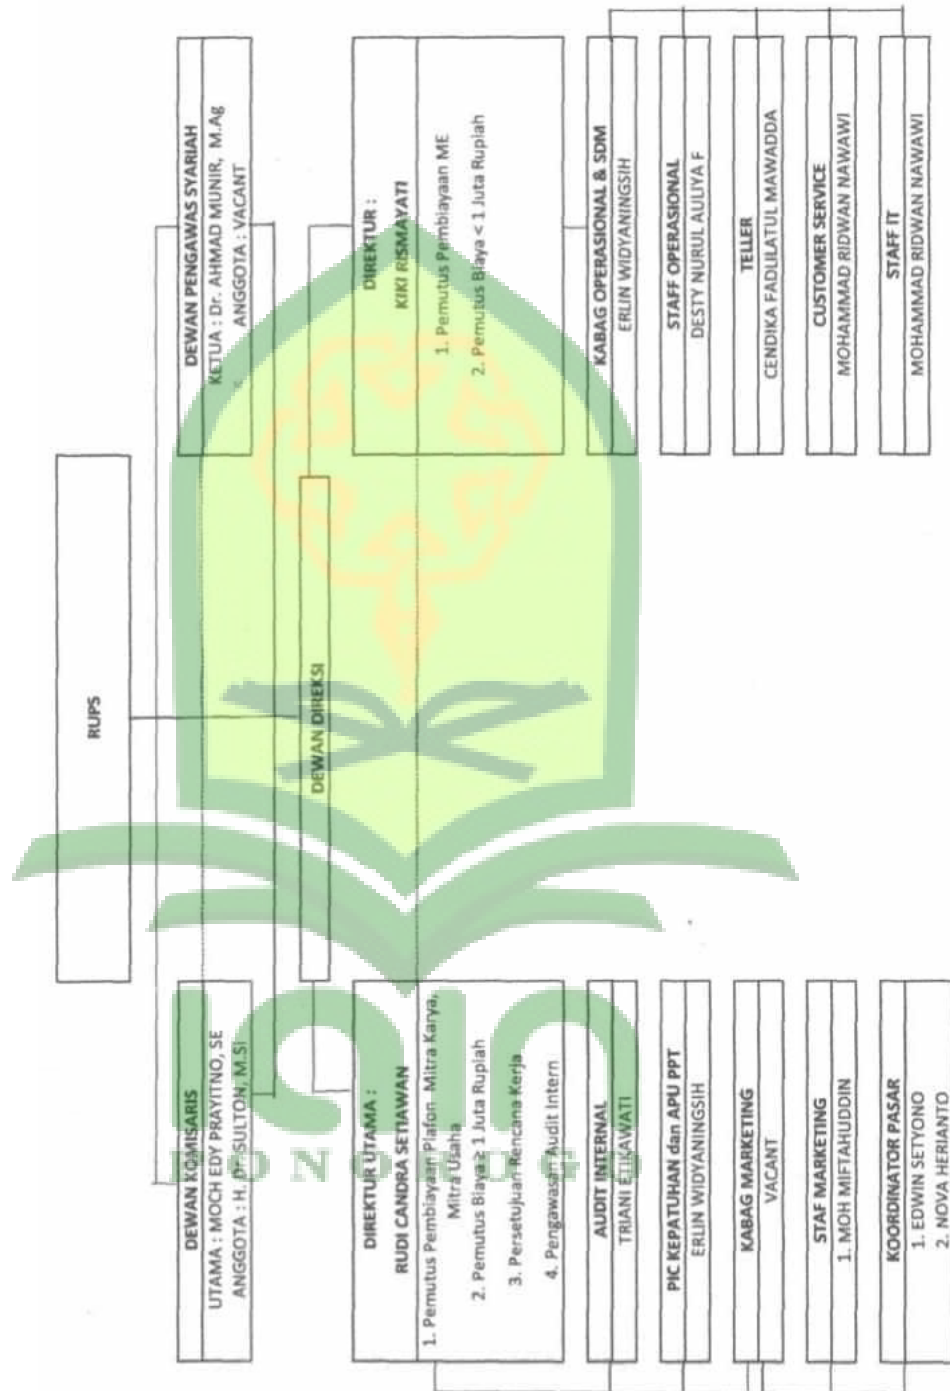 RUPS
DEWAN KOMISARIS
UTAMA : MOCH EDY PRAYITNO, SE
ANGGOTA : H. Dr. SULTON, M.SI
DEWAN PENGAWAS SYARIAH
KETUA : Dr. AHMAD MUNIR, M.Ag
ANGGOTA : VACANT
DEWAN DIREKSI
DIREKTUR UTAMA :
RUDI CANDRA SETIAWAN
1. Pemutus Pembiayaan Plafon Mitra Karya,
Mitra Usaha
2. Pemutus Biaya ≥ 1 Juta Rupiah
3. Persetujuan Rencana Kerja
4. Pengawasan Audit Intern
DIREKTUR :
KIKI RISMAYATI
1. Pemutus Pembiayaan ME
2. Pemutus Biaya < 1 Juta Rupiah
AUDIT INTERNAL
TRIANI ETIKAWATI
PIC KEPATUHAN dan APU PPT
ERLIN WIDYANINGSIH
KABAG MARKETING
VACANT
STAF MARKETING
1. MOH MIFTAHUDDIN
KOORDINATOR PASAR
1. EDWIN SETYONO
2. NOVA HERIANTO
KABAG OPERASIONAL & SDM
ERLIN WIDYANINGSIH
STAFF OPERASIONAL
DESTY NURUL AULIYA F
TELLER
CENDIKA FADLILATUL MAWADDA
CUSTOMER SERVICE
MOHAMMAD RIDWAN NAWAWI
STAFF IT
MOHAMMAD RIDWAN NAWAWI
iain
PONOROGO